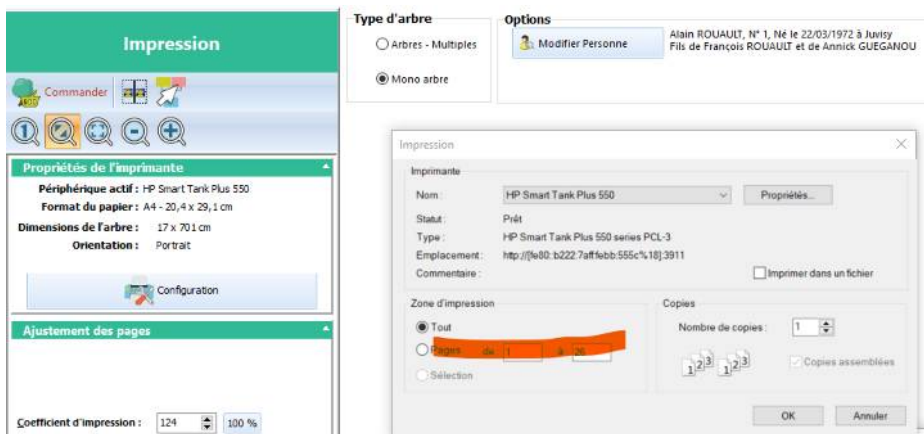 Impression
Commander
Propriétés de l'imprimante
Périphérique actif : HP Smart Tank Plus 550
Format du papier : A4 - 20,4 x 29,1 cm
Dimensions de l'arbre : 17 x 701 cm
Orientation : Portrait
Configuration
Ajustement des pages
Coefficient d'impression : 124 100 %
Type d'arbre
Arbres - Multiples
Mono arbre
Options
Modifier Personne
Alain ROUAULT, N° 1, Né le 22/03/1972 à Juvisy
Fils de François ROUAULT et de Annick GUEGANOU
Impression
Imprimante
Nom : HP Smart Tank Plus 550 Propriétés...
Statut : Prêt
Type : HP Smart Tank Plus 550 series PCL-3
Emplacement : http://[fe80::b222:7aff:febb:555c%18]:3911
Commentaire : Imprimer dans un fichier
Zone d'impression
Tout
Pages de 1 à 26
Sélection
Copies
Nombre de copies : 1
1 2 3 1 2 3
Copies assemblées
OK Annuler